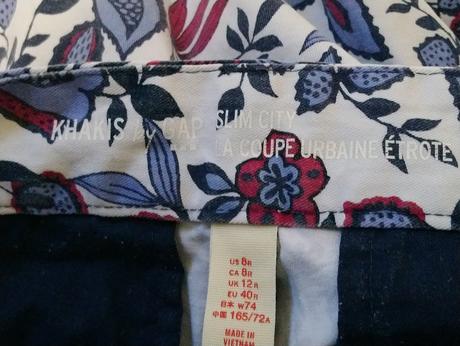 KHAKIS by GAP SLIM CITY
LA COUPE URBAINE ÉTROTE
US 8R
CA 8R
UK 12R
EU 40R
日本 W74
中国 165/72A
MADE IN
VIETNAM